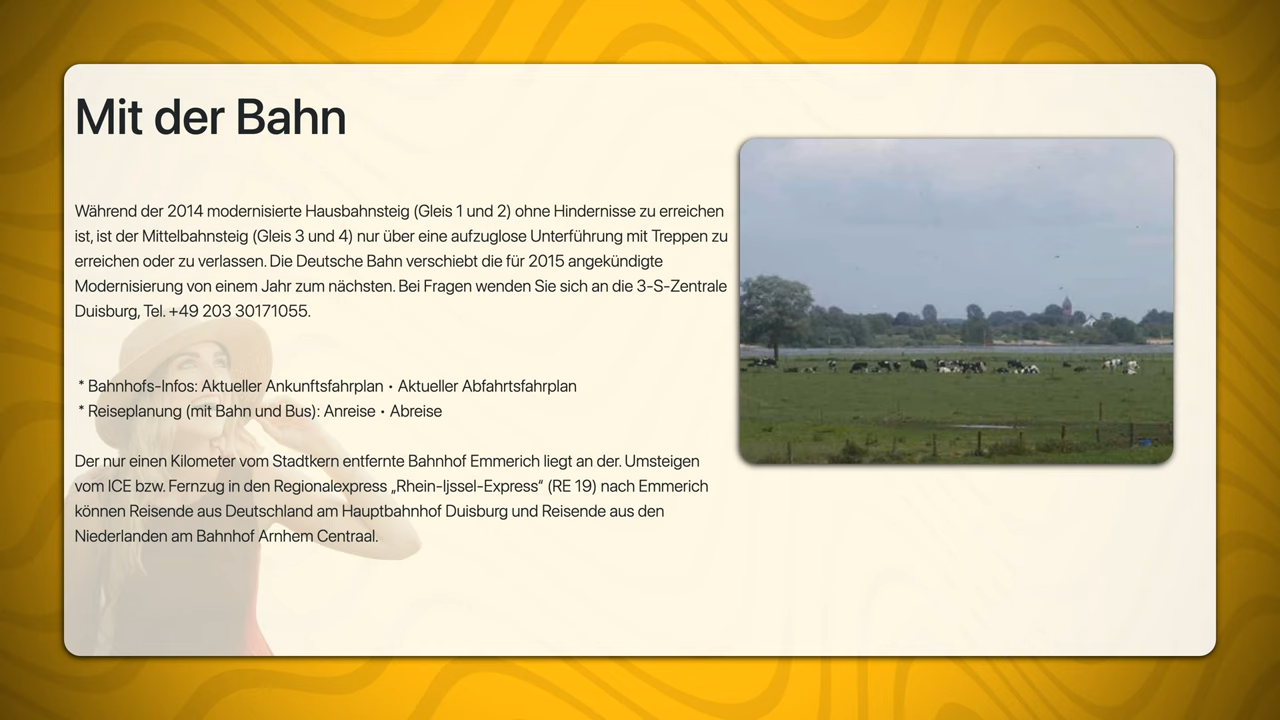 Mit der Bahn
Während der 2014 modernisierte Hausbahnsteig (Gleis 1 und 2) ohne Hindernisse zu erreichen
ist, ist der Mittelbahnsteig (Gleis 3 und 4) nur über eine aufzuglose Unterführung mit Treppen zu
erreichen oder zu verlassen. Die Deutsche Bahn verschiebt die für 2015 angekündigte
Modernisierung von einem Jahr zum nächsten. Bei Fragen wenden Sie sich an die 3-S-Zentrale
Duisburg, Tel. +49 203 30171055.
* Bahnhofs-Infos: Aktueller Ankunftsfahrplan • Aktueller Abfahrtsfahrplan
* Reiseplanung (mit Bahn und Bus): Anreise • Abreise
Der nur einen Kilometer vom Stadtkern entfernte Bahnhof Emmerich liegt an der. Umsteigen
vom ICE bzw. Fernzug in den Regionalexpress „Rhein-Ijssel-Express“ (RE 19) nach Emmerich
können Reisende aus Deutschland am Hauptbahnhof Duisburg und Reisende aus den
Niederlanden am Bahnhof Arnhem Centraal.